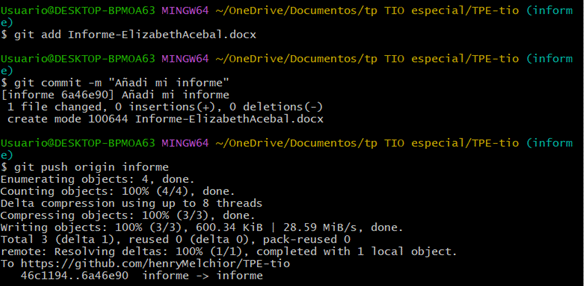 Usuario@DESKTOP-BPMOA63 MINGW64 ~/OneDrive/Documentos/tp TIO especial/TPE-tio (inform
e)
$ git add Informe-ElizabethAcebal.docx
Usuario@DESKTOP-BPMOA63 MINGW64 ~/OneDrive/Documentos/tp TIO especial/TPE-tio (inform
e)
$ git commit -m "Añadi mi informe"
[informe 6a46e90] Añadi mi informe
1 file changed, 0 insertions(+), 0 deletions(-)
create mode 100644 Informe-ElizabethAcebal.docx
Usuario@DESKTOP-BPMOA63 MINGW64 ~/OneDrive/Documentos/tp TIO especial/TPE-tio (inform
e)
$ git push origin informe
Enumerating objects: 4, done.
Counting objects: 100% (4/4), done.
Delta compression using up to 8 threads
Compressing objects: 100% (3/3), done.
Writing objects: 100% (3/3), 600.34 KiB | 28.59 MiB/s, done.
Total 3 (delta 1), reused 0 (delta 0), pack-reused 0
remote: Resolving deltas: 100% (1/1), completed with 1 local object.
To https://github.com/henryMelchior/TPE-tio
46c1194..6a46e90  informe -> informe